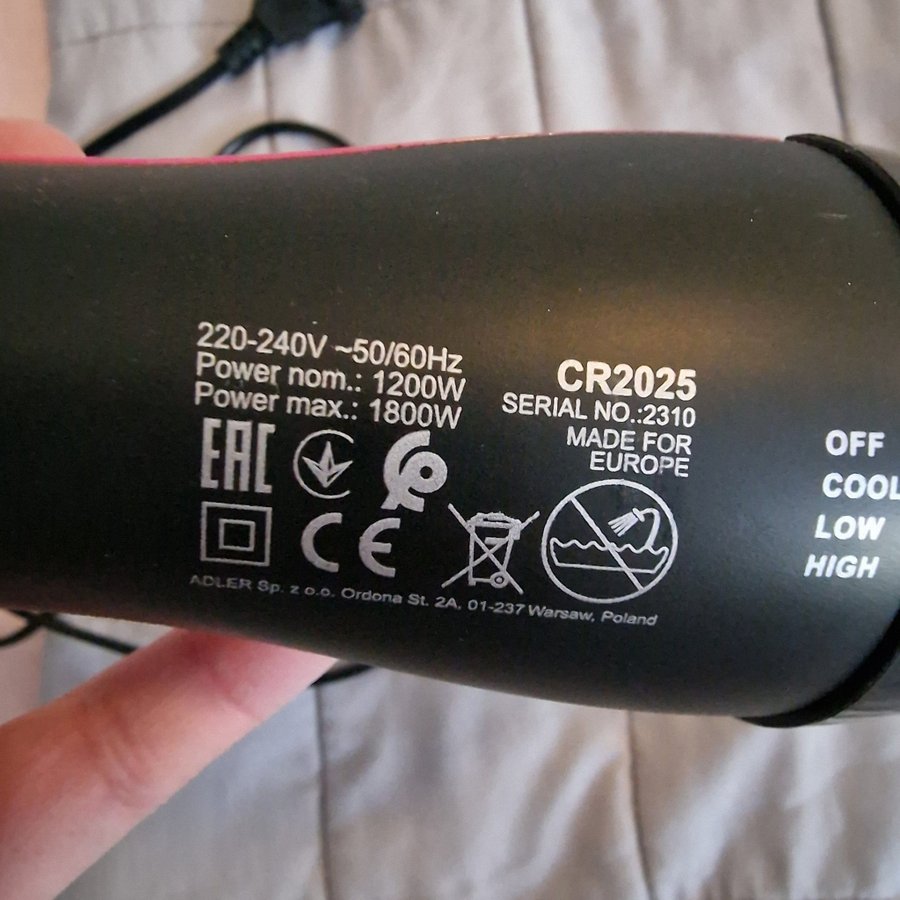 220-240V ~50/60Hz
Power nom.: 1200W
Power max.: 1800W
EAC
CE
ADLER Sp. z o.o. Ordona St. 2A, 01-237 Warsaw, Poland
CR2025
SERIAL NO.:2310
MADE FOR
EUROPE
OFF
COOL
LOW
HIGH